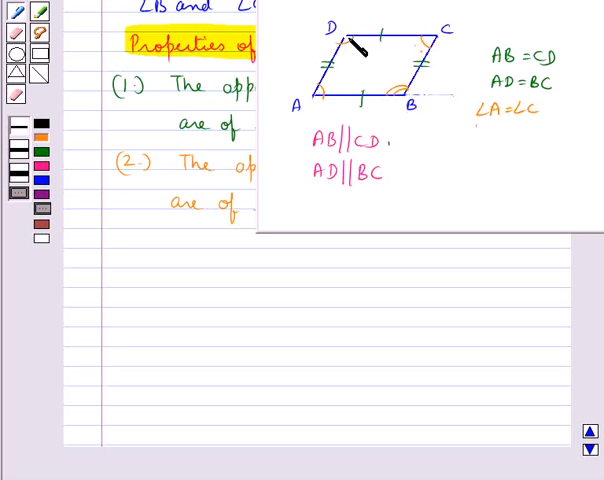 ∠B and ∠
Properties of
(1.) The opp
are of
(2.) The op
are of
D
C
A
B
AB=CD
AD=BC
∠A=∠C
AB||CD
AD||BC